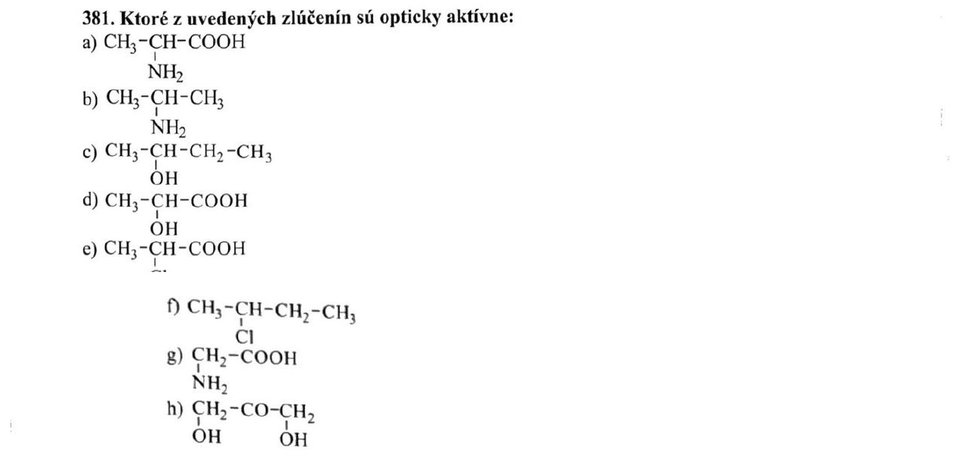 381. Ktoré z uvedených zlúčenín sú opticky aktívne:
a) CH₃-CH-COOH
NH₂
b) CH₃-CH-CH₃
NH₂
c) CH₃-CH-CH₂-CH₃
OH
d) CH₃-CH-COOH
OH
e) CH₃-CH-COOH
f) CH₃-CH-CH₂-CH₃
Cl
g) CH₂-COOH
NH₂
h) CH₂-CO-CH₂
OH OH